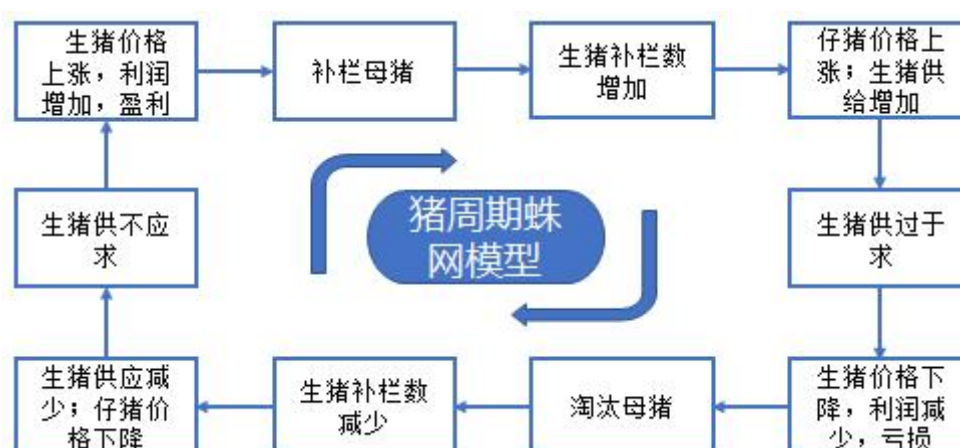 生猪价格
上涨，利润
增加，盈利
补栏母猪
生猪补栏数
增加
仔猪价格上
涨；生猪供
给增加
生猪供不应
求
猪周期蛛
网模型
生猪供过于
求
生猪供应减
少；仔猪价
格下降
生猪补栏数
减少
淘汰母猪
生猪价格下
降，利润减
少，亏损